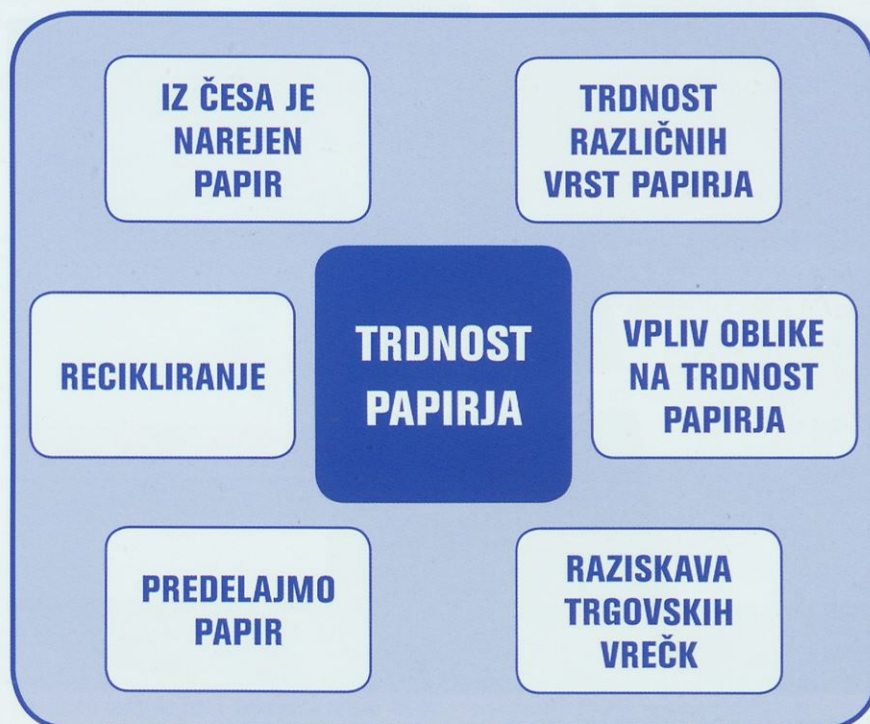 IZ ČESA JE
NAREJEN
PAPIR
TRDNOST
RAZLIČNIH
VRST PAPIRJA
RECIKLIRANJE
TRDNOST
PAPIRJA
VPLIV OBLIKE
NA TRDNOST
PAPIRJA
PREDELAJMO
PAPIR
RAZISKAVA
TRGOVSKIH
VREČK